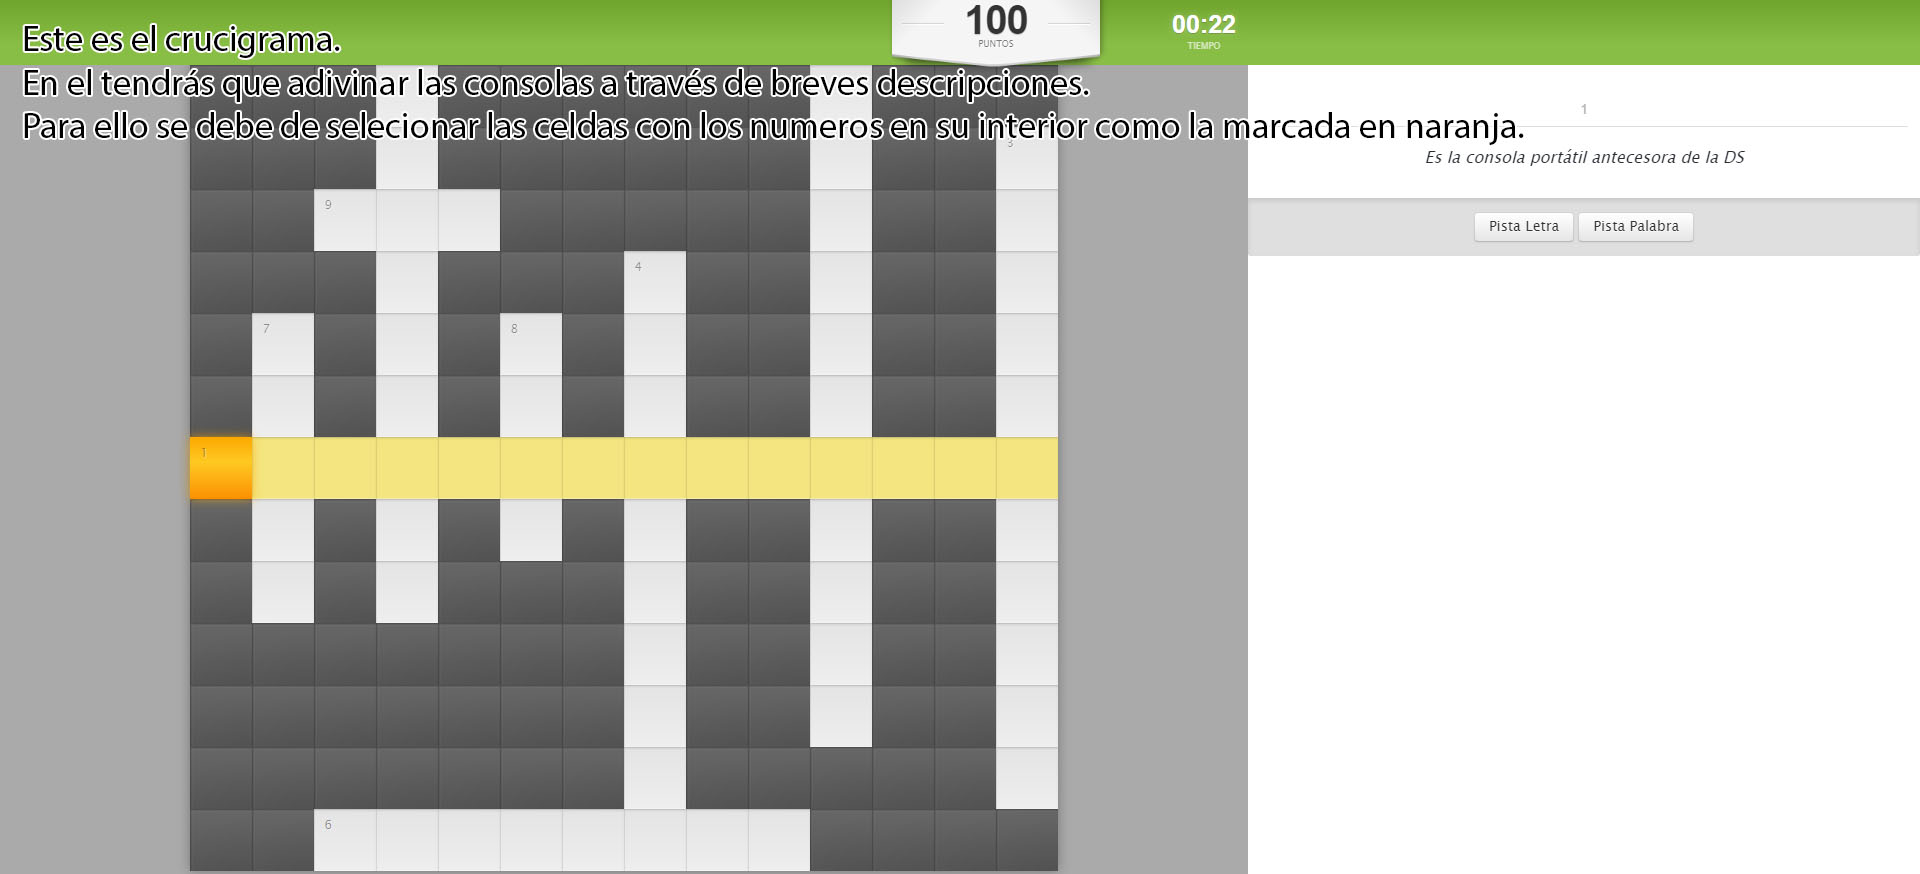 100
PUNTOS
00:22
TIEMPO
Este es el crucigrama.
En el tendrás que adivinar las consolas a través de breves descripciones.
Para ello se debe de selecionar las celdas con los numeros en su interior como la marcada en naranja.
1
3
Es la consola portátil antecesora de la DS
9
Pista Letra Pista Palabra
4
7
8
1
6